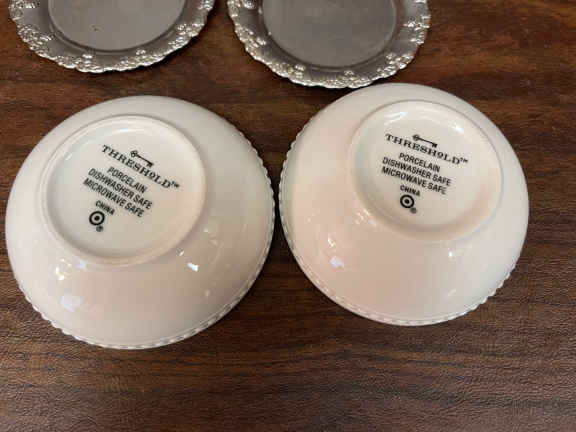 THRESHOLD™
PORCELAIN
DISHWASHER SAFE
MICROWAVE SAFE
CHINA
®
THRESHOLD™
PORCELAIN
DISHWASHER SAFE
MICROWAVE SAFE
CHINA
®